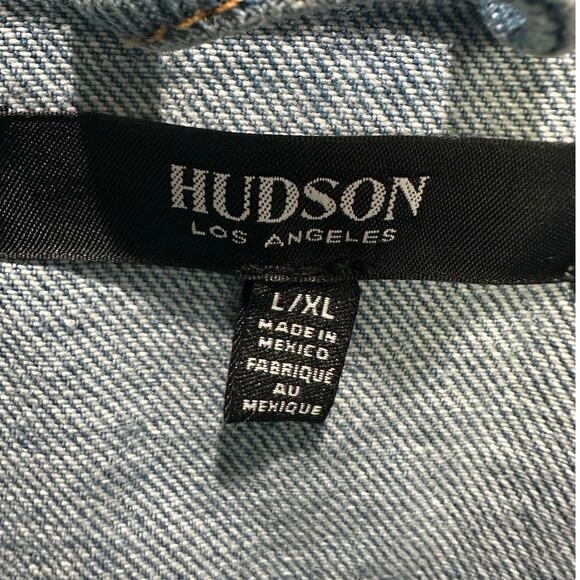 HUDSON
LOS ANGELES
L/XL
MADE IN
MEXICO
FABRIQUÉ
AU
MEXIQUE